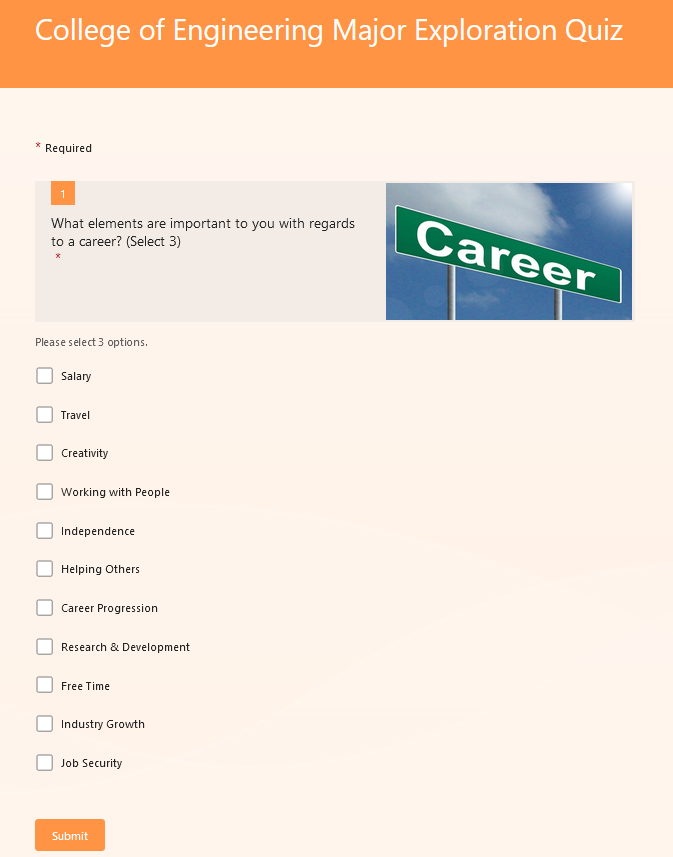 College of Engineering Major Exploration Quiz
* Required
1
What elements are important to you with regards
to a career? (Select 3)
*
Career
Please select 3 options.
Salary
Travel
Creativity
Working with People
Independence
Helping Others
Career Progression
Research & Development
Free Time
Industry Growth
Job Security
Submit